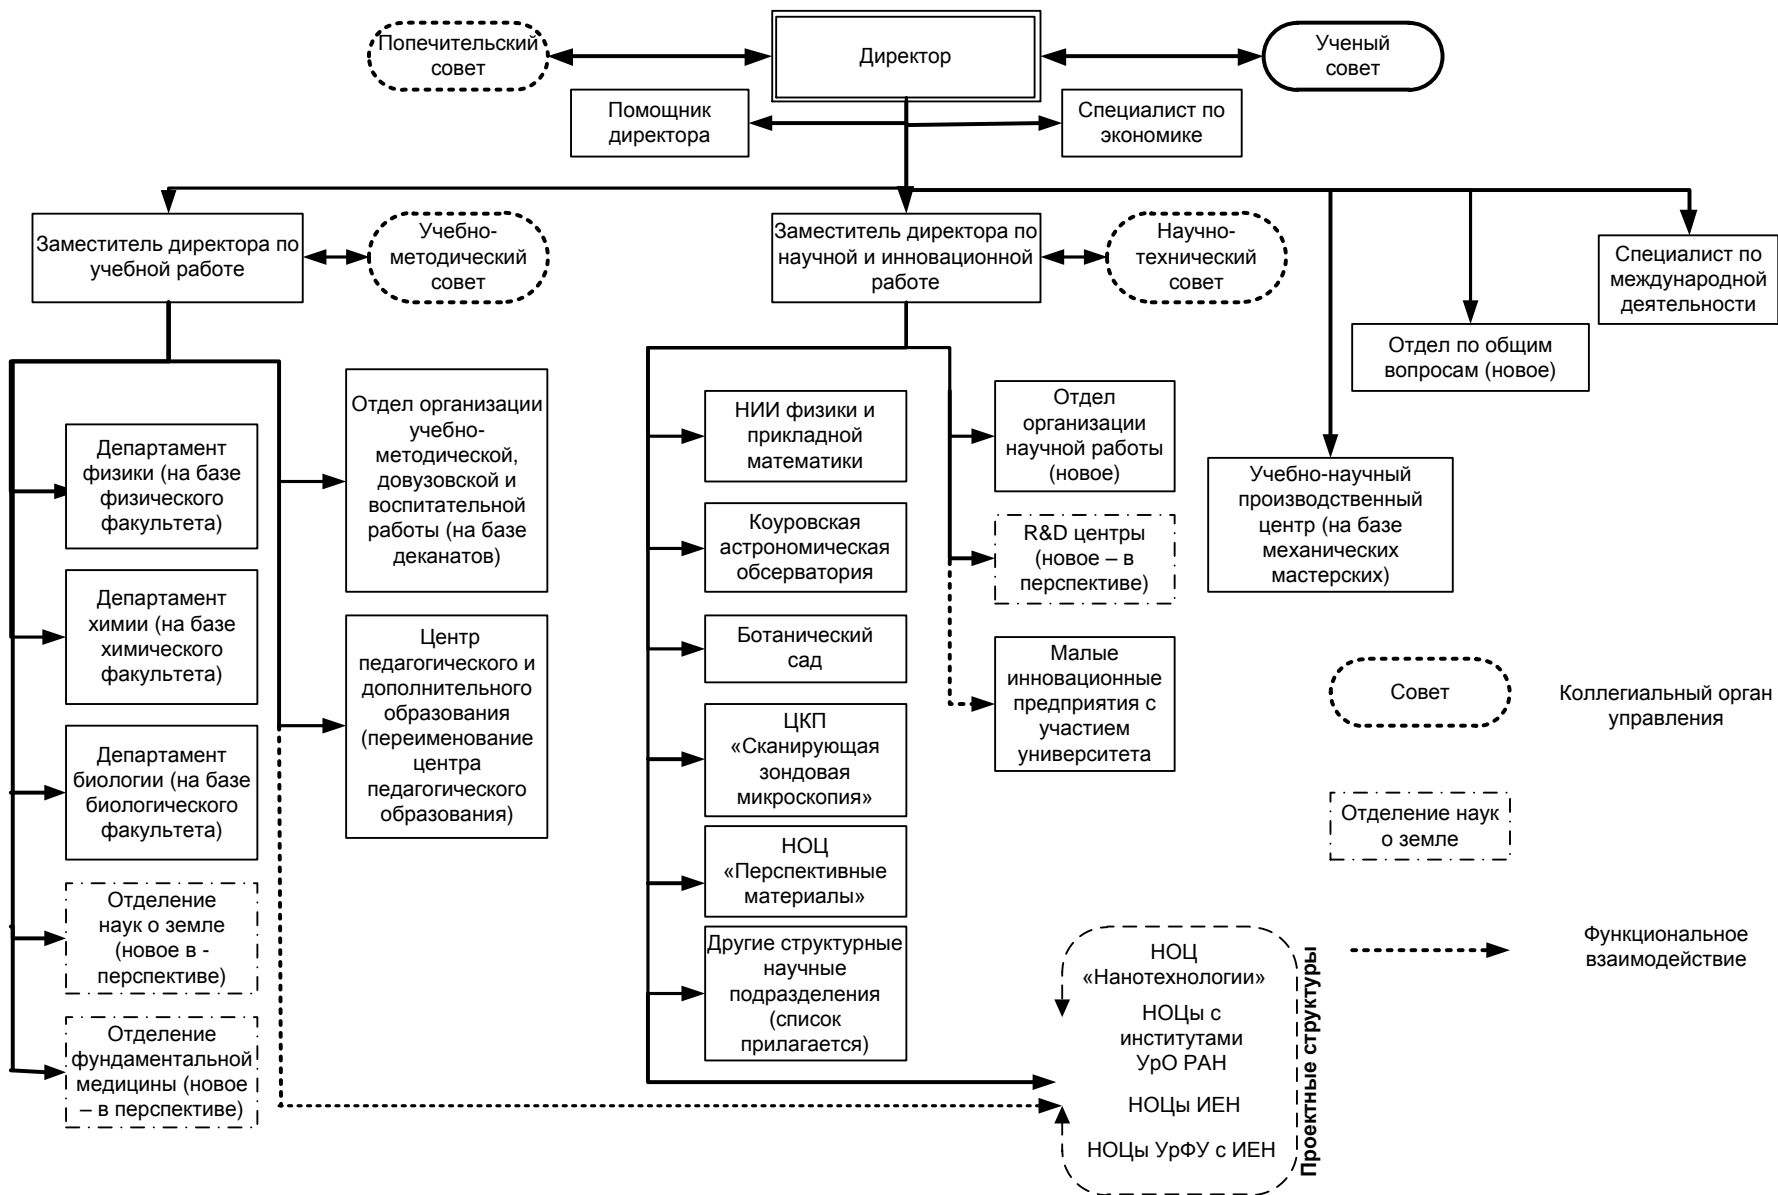 Попечительский
совет
Директор
Ученый
совет
Помощник
директора
Специалист по
экономике
Заместитель директора по
учебной работе
Учебно-
методический
совет
Заместитель директора по
научной и инновационной
работе
Научно-
технический
совет
Специалист по
международной
деятельности
Отдел по общим
вопросам (новое)
Учебно-научный
производственный
центр (на базе
механических
мастерских)
Департамент
физики (на базе
физического
факультета)
Департамент
химии (на базе
химического
факультета)
Департамент
биологии (на базе
биологического
факультета)
Отделение
наук о земле
(новое в -
перспективе)
Отделение
фундаментальной
медицины (новое
– в перспективе)
Отдел организации
учебно-
методической,
довузовской и
воспитательной
работы (на базе
деканатов)
Центр
педагогического и
дополнительного
образования
(переименование
центра
педагогического
образования)
НИИ физики и
прикладной
математики
Коуровская
астрономическая
обсерватория
Ботанический
сад
ЦКП
«Сканирующая
зондовая
микроскопия»
НОЦ
«Перспективные
материалы»
Другие структурные
научные
подразделения
(список
прилагается)
Отдел
организации
научной работы
(новое)
R&D центры
(новое – в
перспективе)
Малые
инновационные
предприятия с
участием
университета
НОЦ
«Нанотехнологии»
НОЦы с
институтами
УрО РАН
НОЦы ИЕН
НОЦы УрФУ с ИЕН
Проектные структуры
Совет
Коллегиальный орган
управления
Отделение наук
о земле
Функциональное
взаимодействие